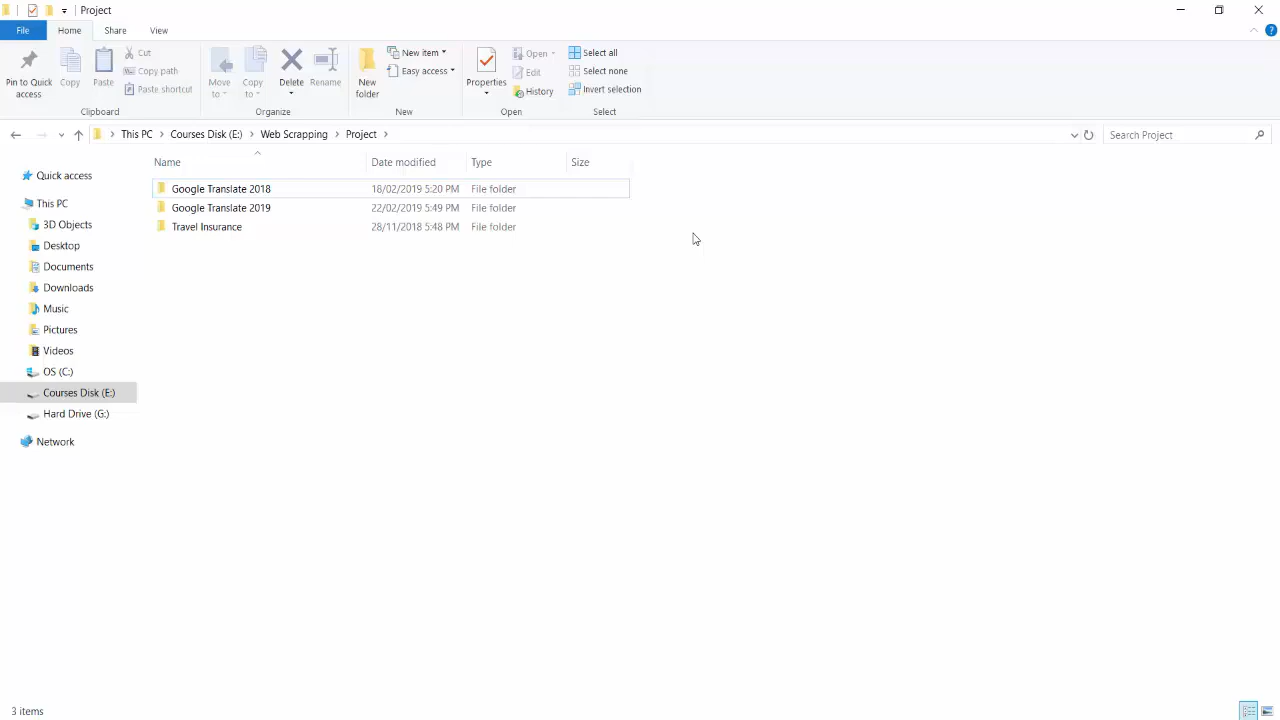 Project
File Home Share View
Pin to Quick access
Copy
Paste
Cut
Copy path
Paste shortcut
Clipboard
Move to
Copy to
Delete
Rename
Organize
New folder
New item
Easy access
New
Properties
Open
Edit
History
Open
Select all
Select none
Invert selection
Select
This PC > Courses Disk (E:) > Web Scrapping > Project >
Search Project
Name Date modified Type Size
Google Translate 2018 18/02/2019 5:20 PM File folder
Google Translate 2019 22/02/2019 5:49 PM File folder
Travel Insurance 28/11/2018 5:48 PM File folder
Quick access
This PC
3D Objects
Desktop
Documents
Downloads
Music
Pictures
Videos
OS (C:)
Courses Disk (E:)
Hard Drive (G:)
Network
3 items